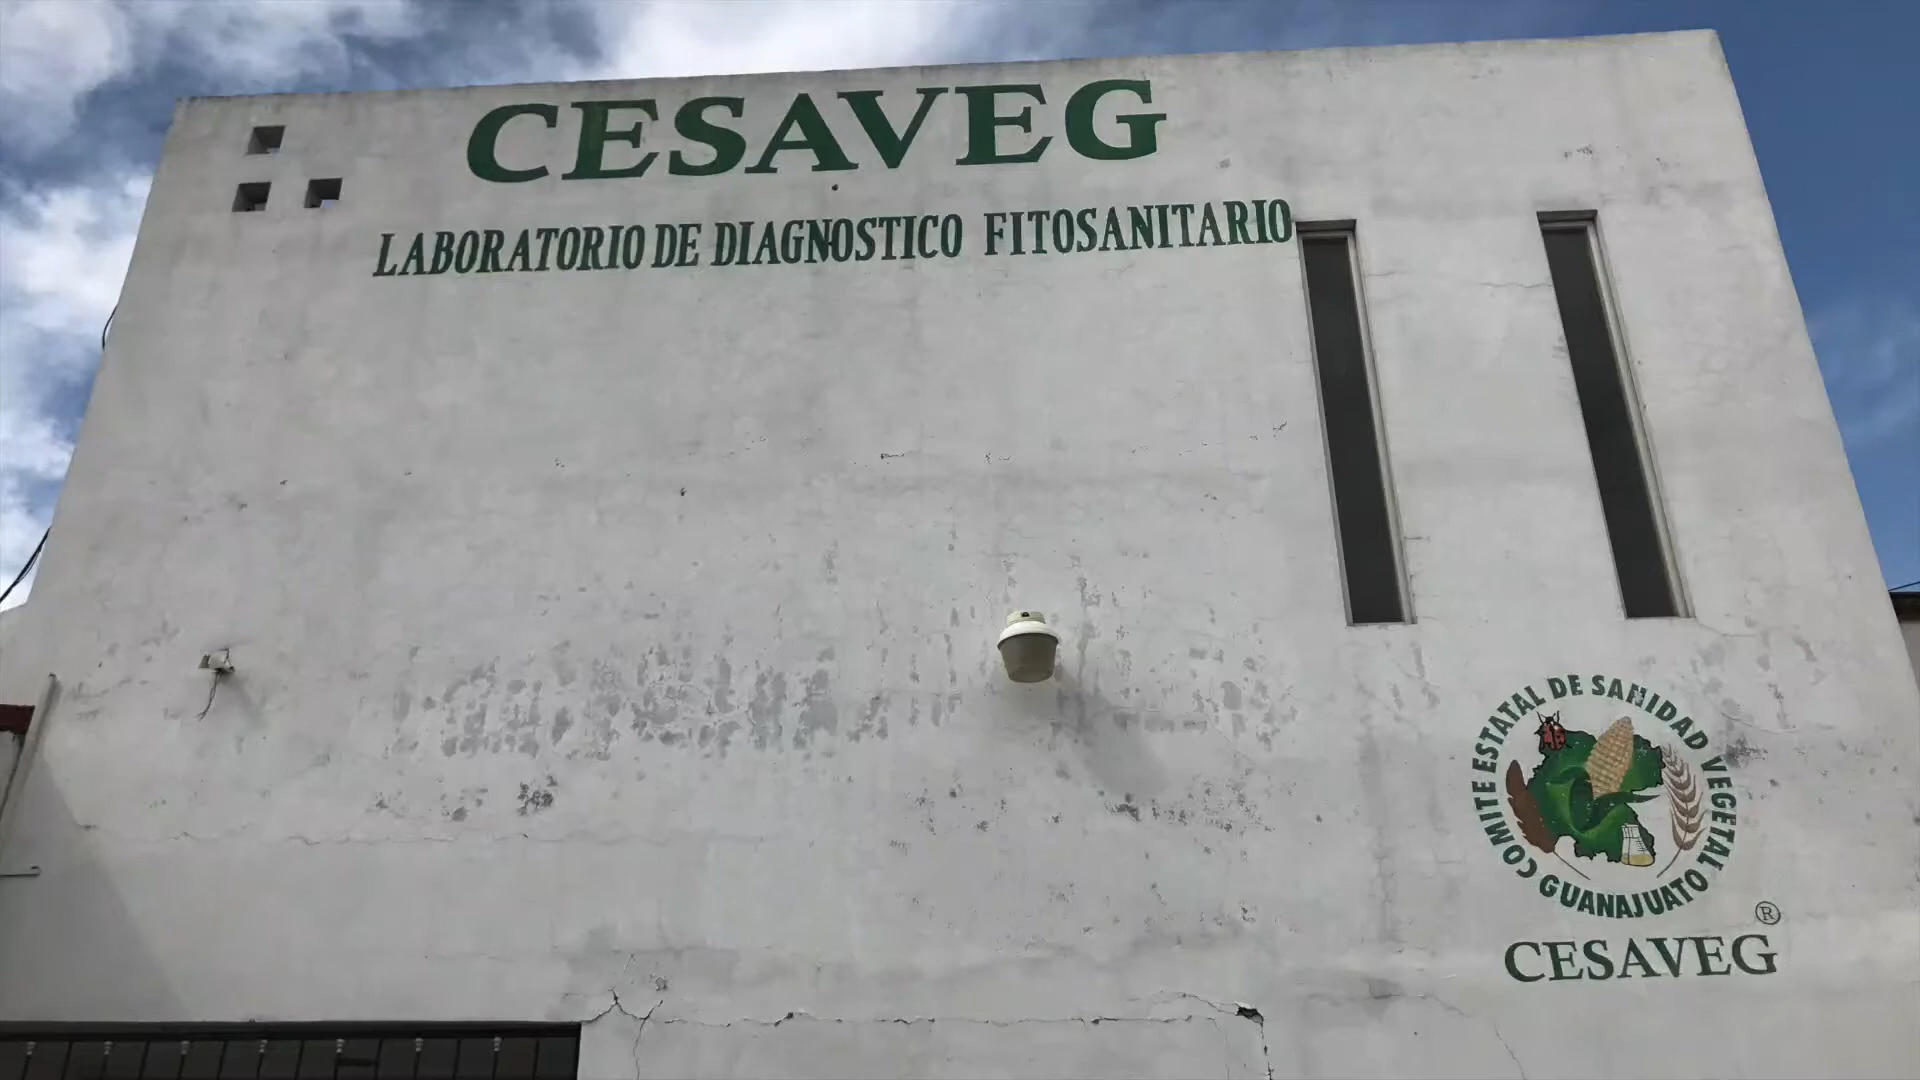 CESAVEG
LABORATORIO DE DIAGNOSTICO FITOSANITARIO
COMITE ESTATAL DE SANIDAD VEGETAL
GUANAJUATO
®
CESAVEG